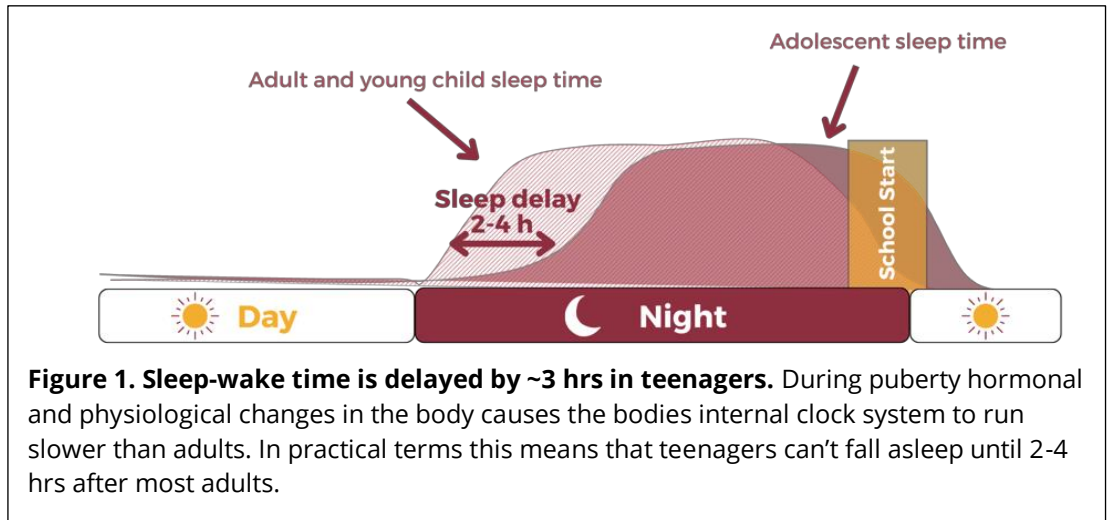 Adolescent sleep time
Adult and young child sleep time
Sleep delay
2-4 h
School Start
Day
Night
Figure 1. Sleep-wake time is delayed by ~3 hrs in teenagers. During puberty hormonal
and physiological changes in the body causes the bodies internal clock system to run
slower than adults. In practical terms this means that teenagers can’t fall asleep until 2-4
hrs after most adults.